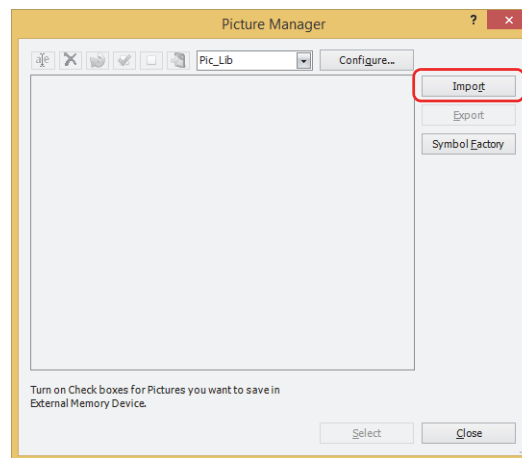 Picture Manager
? ×
Pic_Lib
Configure...
Import
Export
Symbol Factory
Turn on Check boxes for Pictures you want to save in
External Memory Device.
Select
Close